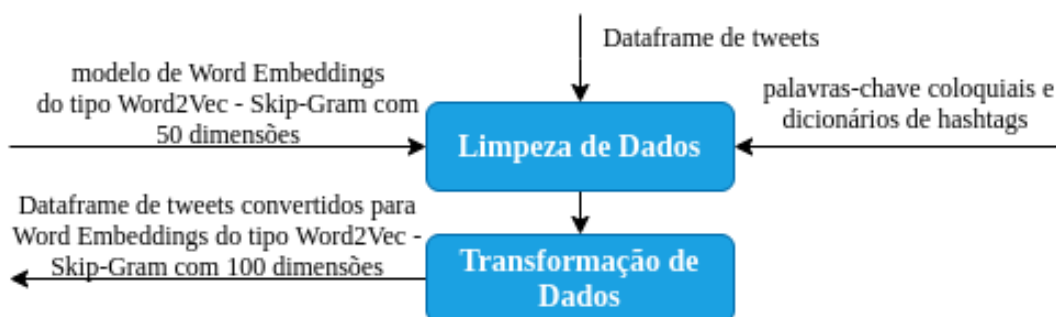 Dataframe de tweets
modelo de Word Embeddings
do tipo Word2Vec - Skip-Gram com
50 dimensões
palavras-chave coloquiais e
dicionários de hashtags
Limpeza de Dados
Dataframe de tweets convertidos para
Word Embeddings do tipo Word2Vec -
Skip-Gram com 100 dimensões
Transformação de
Dados